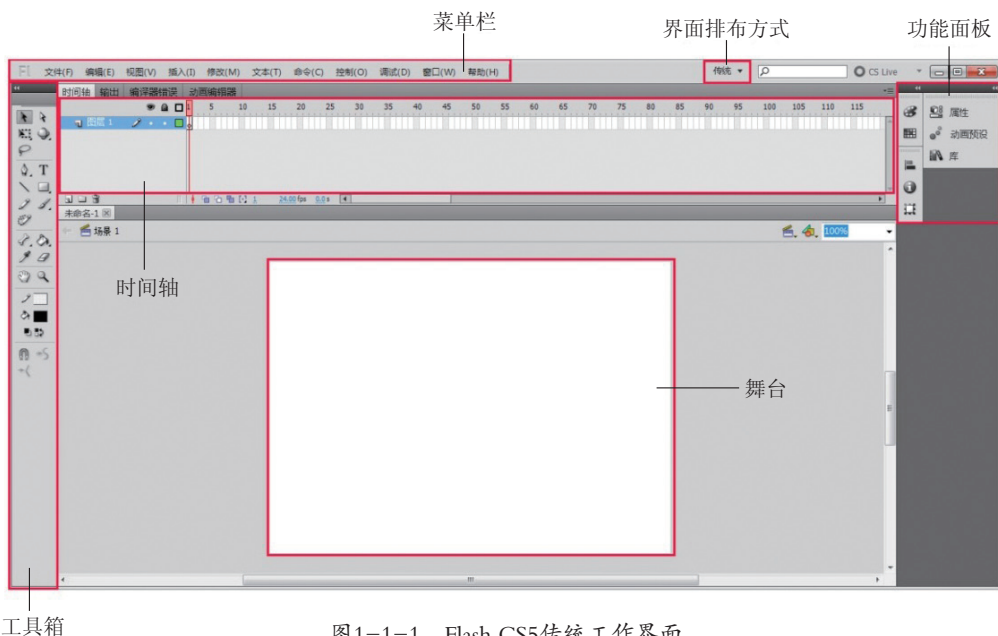 菜单栏
界面排布方式
功能面板
Fl 文件(F) 编辑(E) 视图(V) 插入(I) 修改(M) 文本(T) 命令(C) 控制(O) 调试(D) 窗口(W) 帮助(H)
传统
CS Live
时间轴 输出 编译器错误 动画编辑器
1 5 10 15 20 25 30 35 40 45 50 55 60 65 70 75 80 85 90 95 100 105 110 115
图层 1
属性
动画预设
库
1 24.00 fps 0.0 s
未命名-1
场景 1
100%
时间轴
舞台
工具箱
图1-1-1 Flash CS5传统工作界面